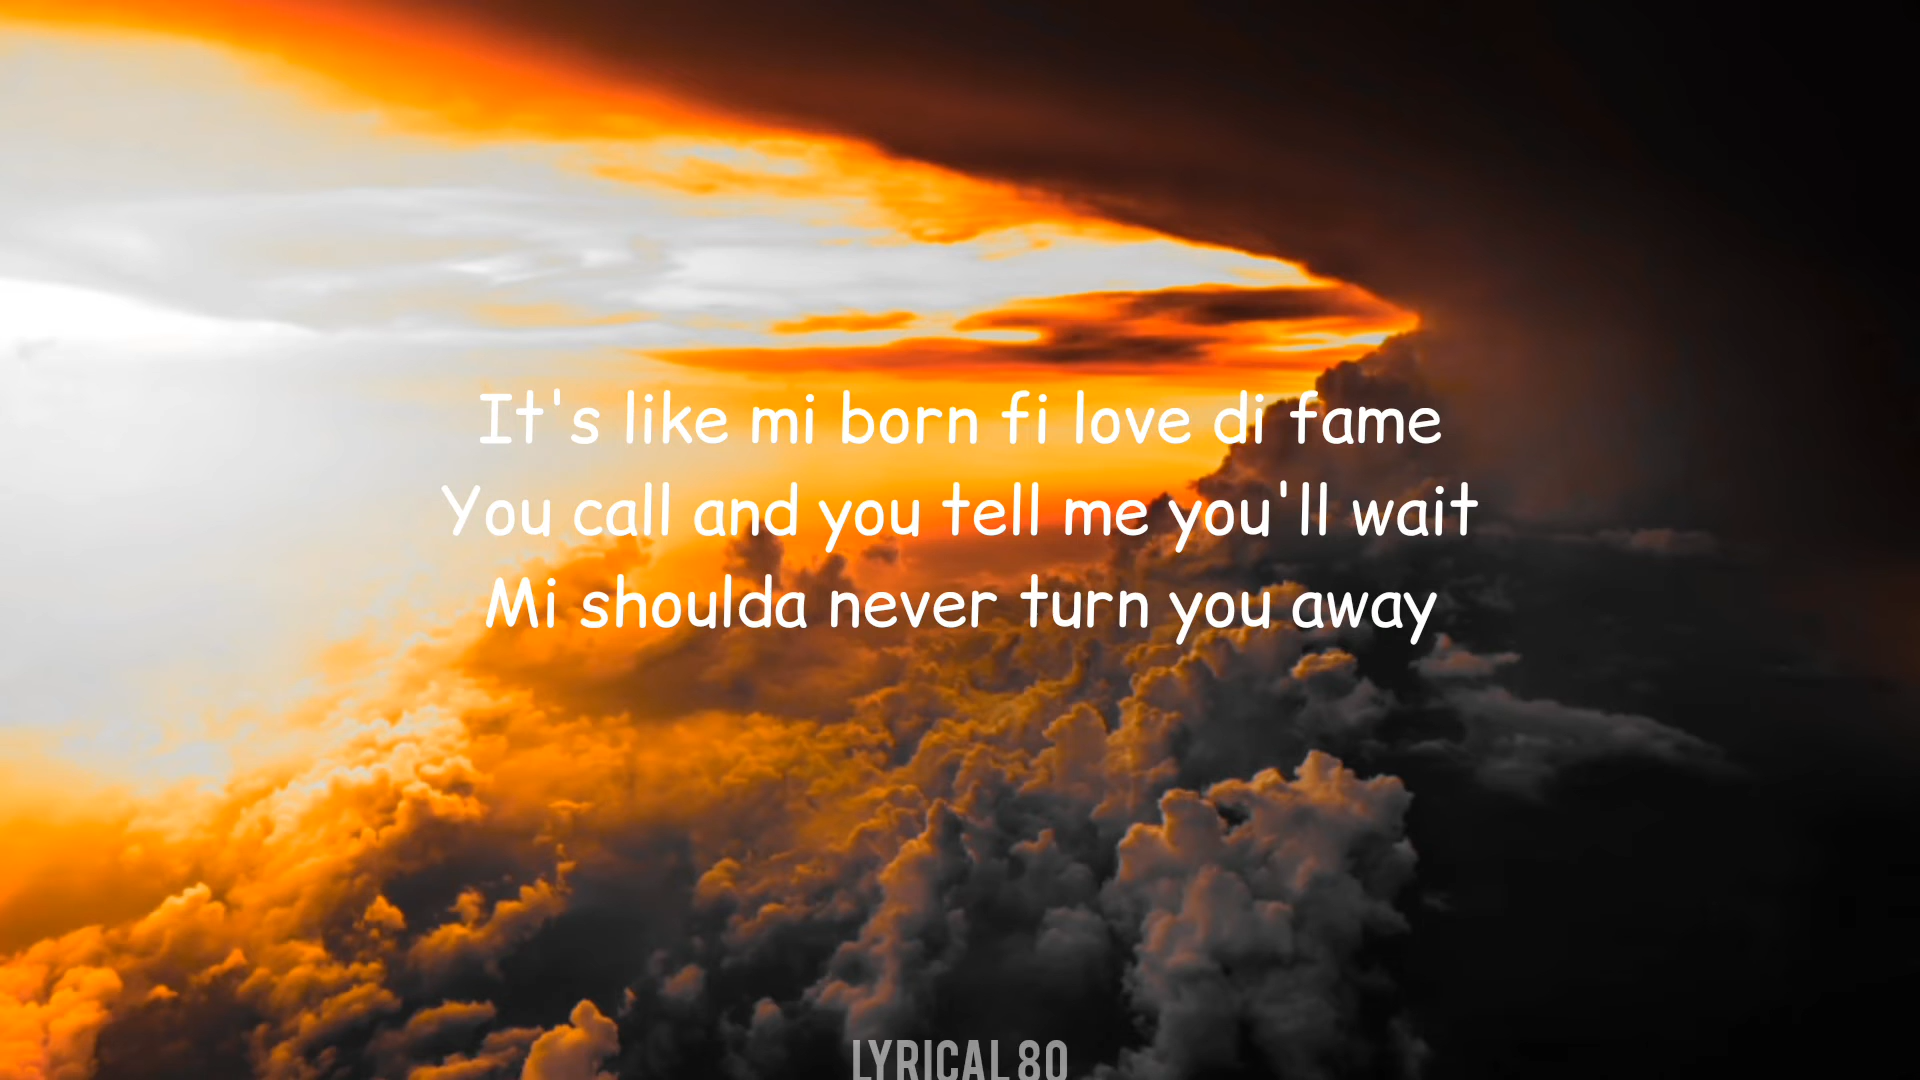 It's like mi born fi love di fame
You call and you tell me you'll wait
Mi shoulda never turn you away
LYRICAL 80